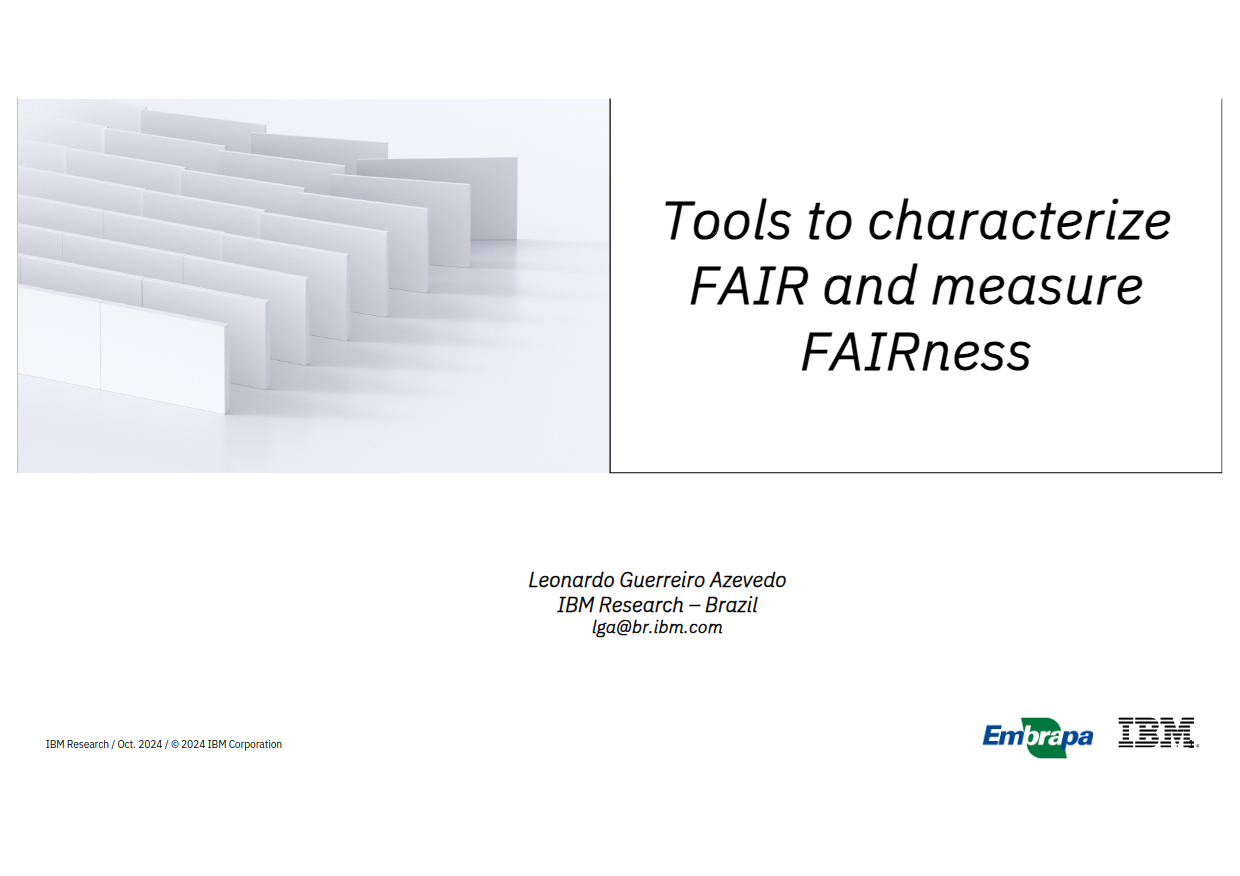 Tools to characterize
FAIR and measure
FAIRness
Leonardo Guerreiro Azevedo
IBM Research – Brazil
lga@br.ibm.com
IBM Research / Oct. 2024 / © 2024 IBM Corporation
Embrapa
IBM